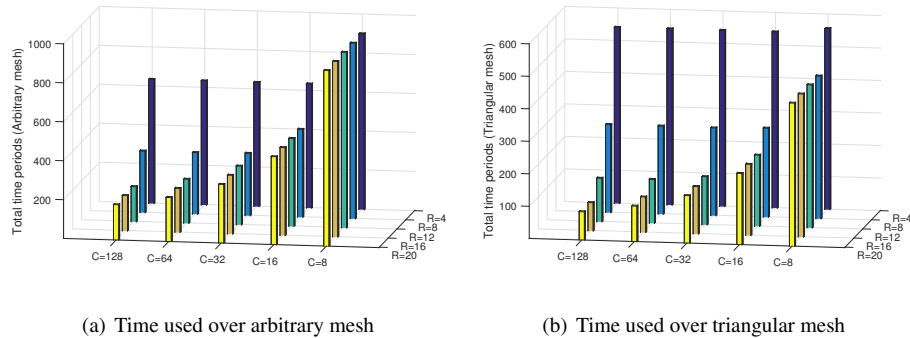 Total time periods (Arbitrary mesh)
1000
800
600
400
200
C=128
C=64
C=32
C=16
C=8
R=4
R=8
R=12
R=16
R=20
(a) Time used over arbitrary mesh
Total time periods (Triangular mesh)
600
500
400
300
200
100
C=128
C=64
C=32
C=16
C=8
R=4
R=8
R=12
R=16
R=20
(b) Time used over triangular mesh